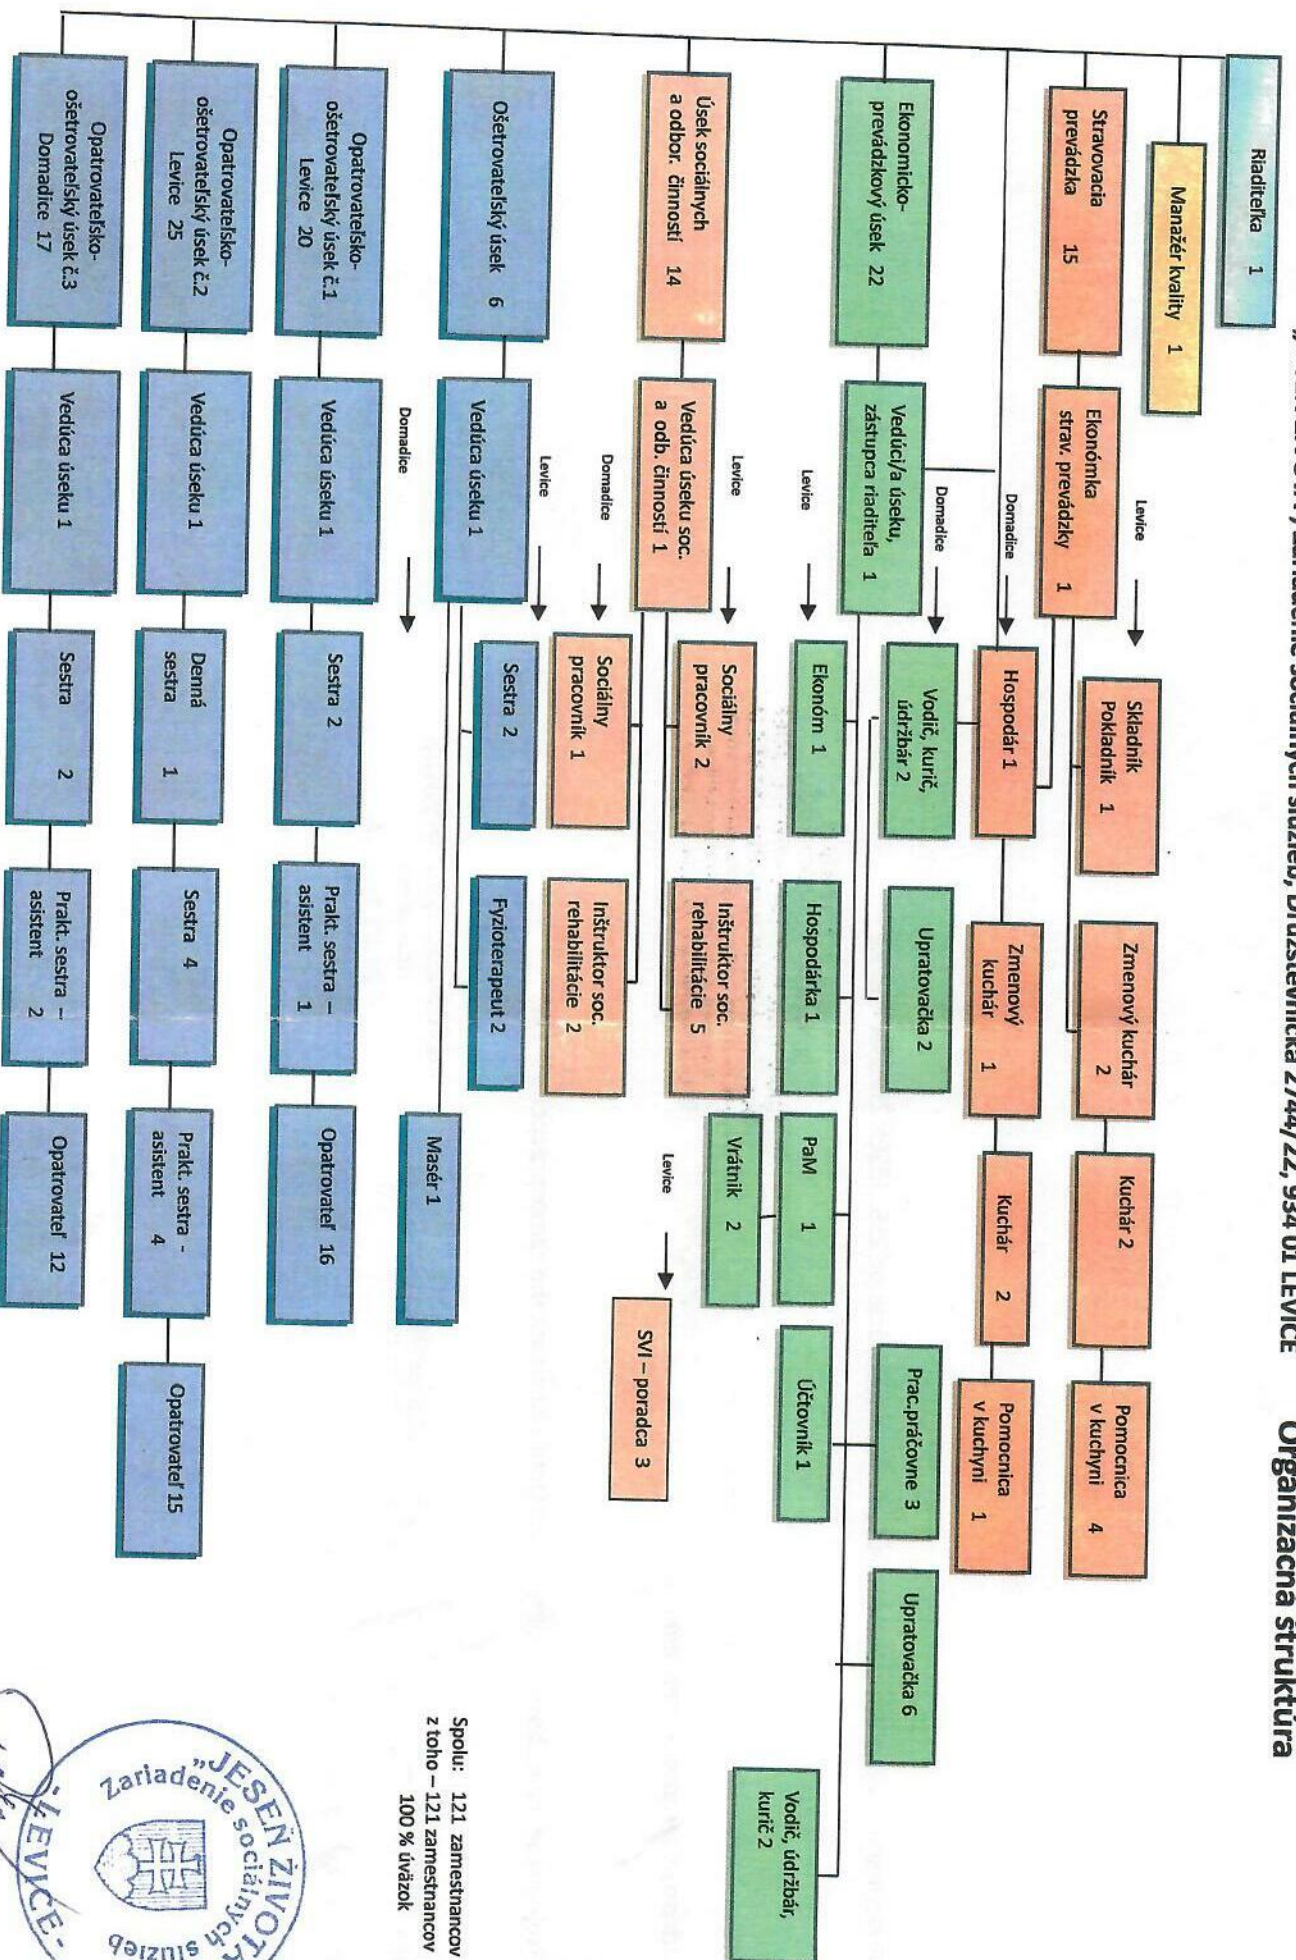 zariadenie sociálnych služieb, Družstevnícka 2744/22, 934 01 LEVICE
Organizačná štruktúra
Riaditeľka 1
Manažér kvality 1
Stravovacia
prevádzka 15
Ekonómka
strav. prevádzky 1
Levice
Skladník
Pokladník 1
Zmenový kuchár
2
Kuchár 2
Pomocnica
v kuchyni 4
Domadice
Hospodár 1
Zmenový
kuchár 1
Kuchár 2
Pomocnica
v kuchyni 1
Ekonomicko-
prevádzkový úsek 22
Vedúci/a úseku,
zástupca riaditeľa 1
Domadice
Vodič, kurič,
údržbár 2
Upratovačka 2
Prac.práčovne 3
Upratovačka 6
Levice
Ekonóm 1
Hospodárka 1
PaM 1
Účtovník 1
Vrátnik 2
Vodič, údržbár,
kurič 2
Úsek sociálnych
a odbor. činností 14
Vedúca úseku soc.
a odb. činností 1
Levice
Sociálny
pracovník 2
Inštruktor soc.
rehabilitácie 5
Levice
SVI – poradca 3
Domadice
Sociálny
pracovník 1
Inštruktor soc.
rehabilitácie 2
Ošetrovateľský úsek 6
Vedúca úseku 1
Levice
Sestra 2
Fyzioterapeut 2
Masér 1
Domadice
Opatrovateľsko-
ošetrovateľský úsek č.1
Levice 20
Vedúca úseku 1
Sestra 2
Prakt. sestra –
asistent 1
Opatrovateľ 16
Opatrovateľsko-
ošetrovateľský úsek č.2
Levice 25
Vedúca úseku 1
Denná
sestra 1
Sestra 4
Prakt. sestra -
asistent 4
Opatrovateľ 15
Opatrovateľsko-
ošetrovateľský úsek č.3
Domadice 17
Vedúca úseku 1
Sestra 2
Prakt. sestra –
asistent 2
Opatrovateľ 12
Spolu: 121 zamestnancov
z toho – 121 zamestnancov
100 % úväzok
„JESEŇ ŽIVOTA
Zariadenie sociálnych služieb
LEVICE -